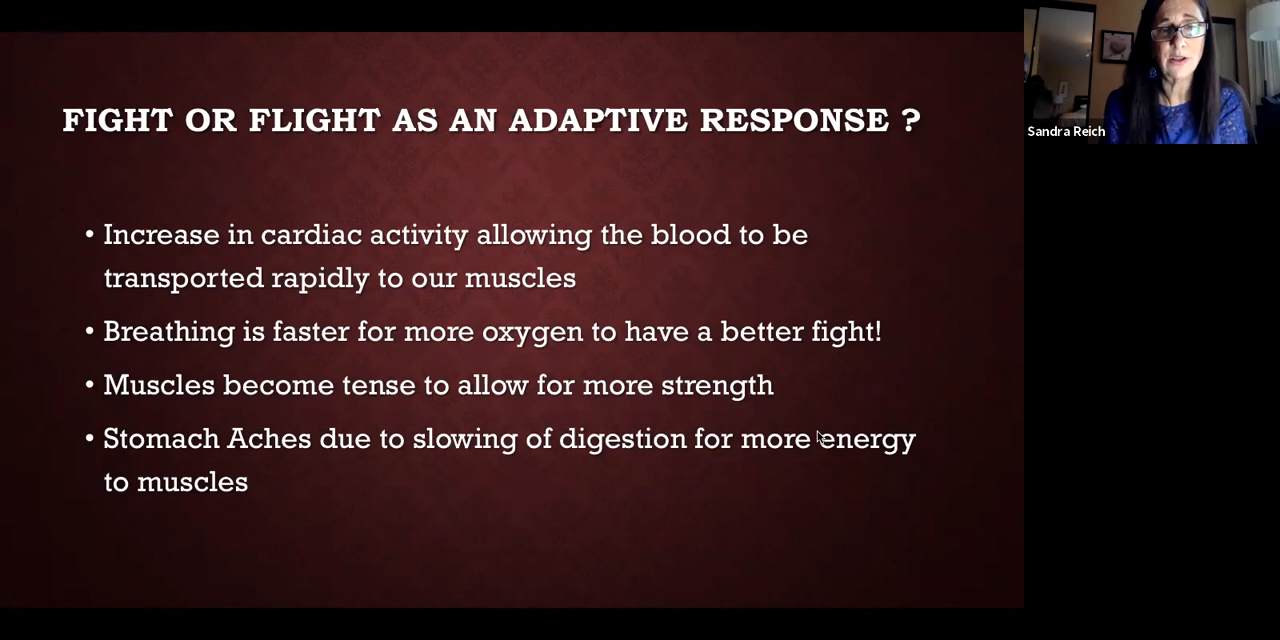 FIGHT OR FLIGHT AS AN ADAPTIVE RESPONSE ?
• Increase in cardiac activity allowing the blood to be
transported rapidly to our muscles
• Breathing is faster for more oxygen to have a better fight!
• Muscles become tense to allow for more strength
• Stomach Aches due to slowing of digestion for more energy
to muscles
Sandra Reich